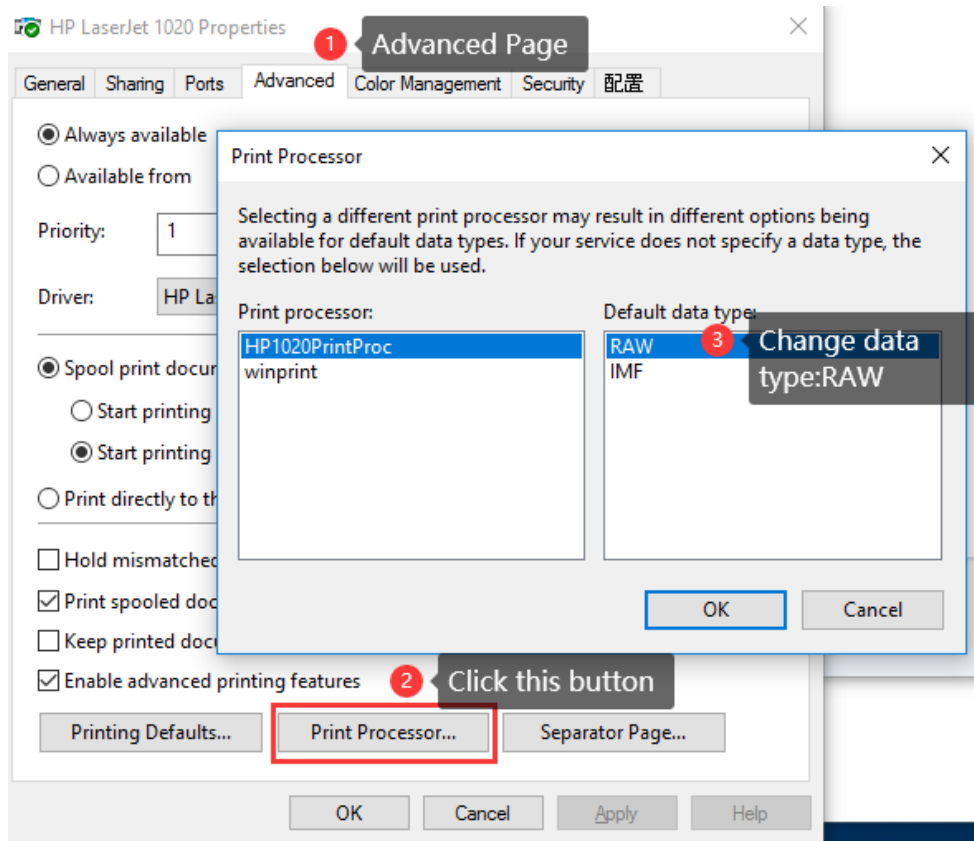 HP LaserJet 1020 Properties
1 Advanced Page
General Sharing Ports Advanced Color Management Security 配置
Always available
Available from
Priority: 1
Driver: HP La
Spool print docum
Start printing
Start printing
Print directly to th
Hold mismatched
Print spooled doc
Keep printed docu
Enable advanced printing features
2 Click this button
Printing Defaults... Print Processor... Separator Page...
OK Cancel Apply Help
Print Processor
Selecting a different print processor may result in different options being
available for default data types. If your service does not specify a data type, the
selection below will be used.
Print processor:
HP1020PrintProc
winprint
Default data type:
RAW
IMF
3 Change data
type:RAW
OK Cancel